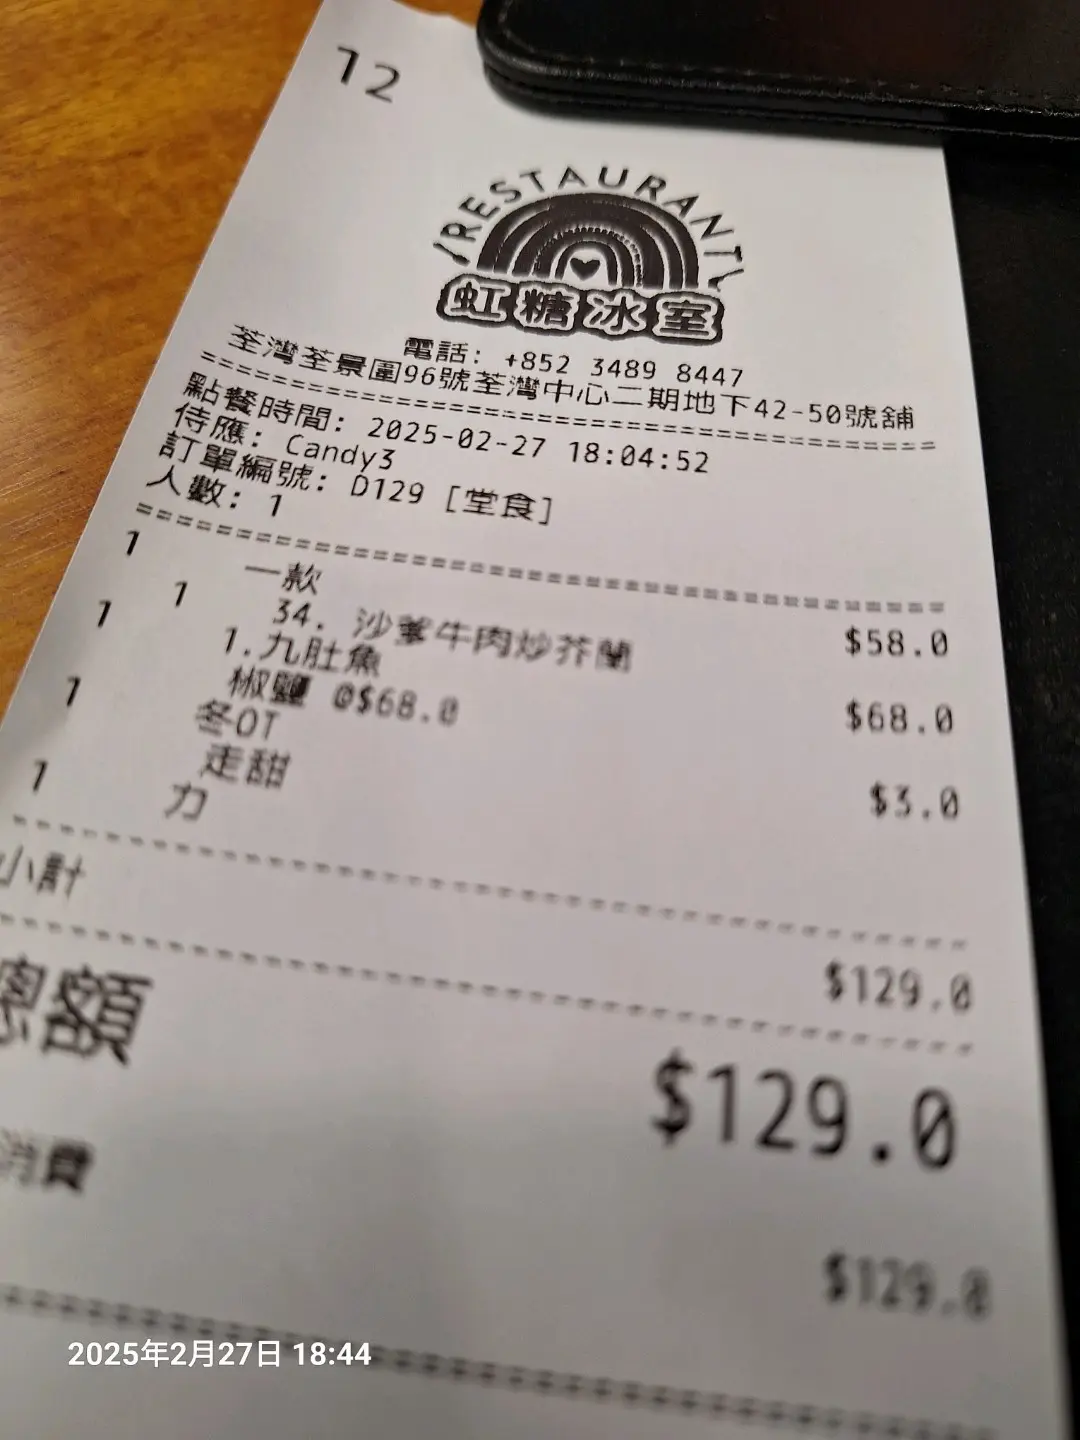 12
RESTAURANT
虹糖冰室
電話: +852 3489 8447
荃灣荃景圍96號荃灣中心二期地下42-50號舖
點餐時間: 2025-02-27 18:04:52
侍應: Candy3
訂單編號: D129 [堂食]
人數: 1
1 一款
1 34. 沙爹牛肉炒芥蘭 $58.0
1 1.九肚魚
椒鹽 @$68.0 $68.0
1 冬OT
走甜 $3.0
1 力
小計 $129.0
總額 $129.0
消費 $129.0
2025年2月27日 18:44